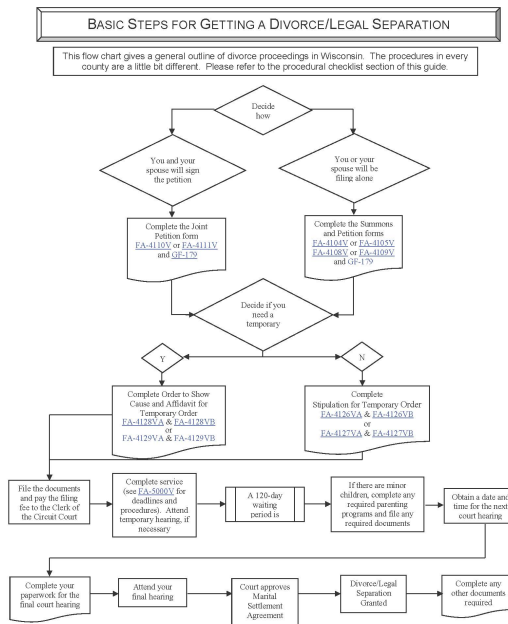 BASIC STEPS FOR GETTING A DIVORCE/LEGAL SEPARATION
This flow chart gives a general outline of divorce proceedings in Wisconsin. The procedures in every
county are a little bit different. Please refer to the procedural checklist section of this guide.
Decide
how
You and your
spouse will sign
the petition
You or your
spouse will be
filing alone
Complete the Joint
Petition form
FA-4110V or FA-4111V
and GF-179
Complete the Summons
and Petition forms
FA-4104V or FA-4105V
FA-4108V or FA-4109V
and GF-179
Decide if you
need a
temporary
Y
N
Complete Order to Show
Cause and Affidavit for
Temporary Order
FA-4128VA & FA-4128VB
or
FA-4129VA & FA-4129VB
Complete
Stipulation for Temporary Order
FA-4126VA & FA-4126VB
or
FA-4127VA & FA-4127VB
File the documents
and pay the filing
fee to the Clerk of
the Circuit Court
Complete service
(see FA-5000V for
deadlines and
procedures). Attend
temporary hearing, if
necessary
A 120-day
waiting
period is
If there are minor
children, complete any
required parenting
programs and file any
required documents
Obtain a date and
time for the next
court hearing
Complete your
paperwork for the
final court hearing
Attend your
final hearing
Court approves
Marital
Settlement
Agreement
Divorce/Legal
Separation
Granted
Complete any
other documents
required